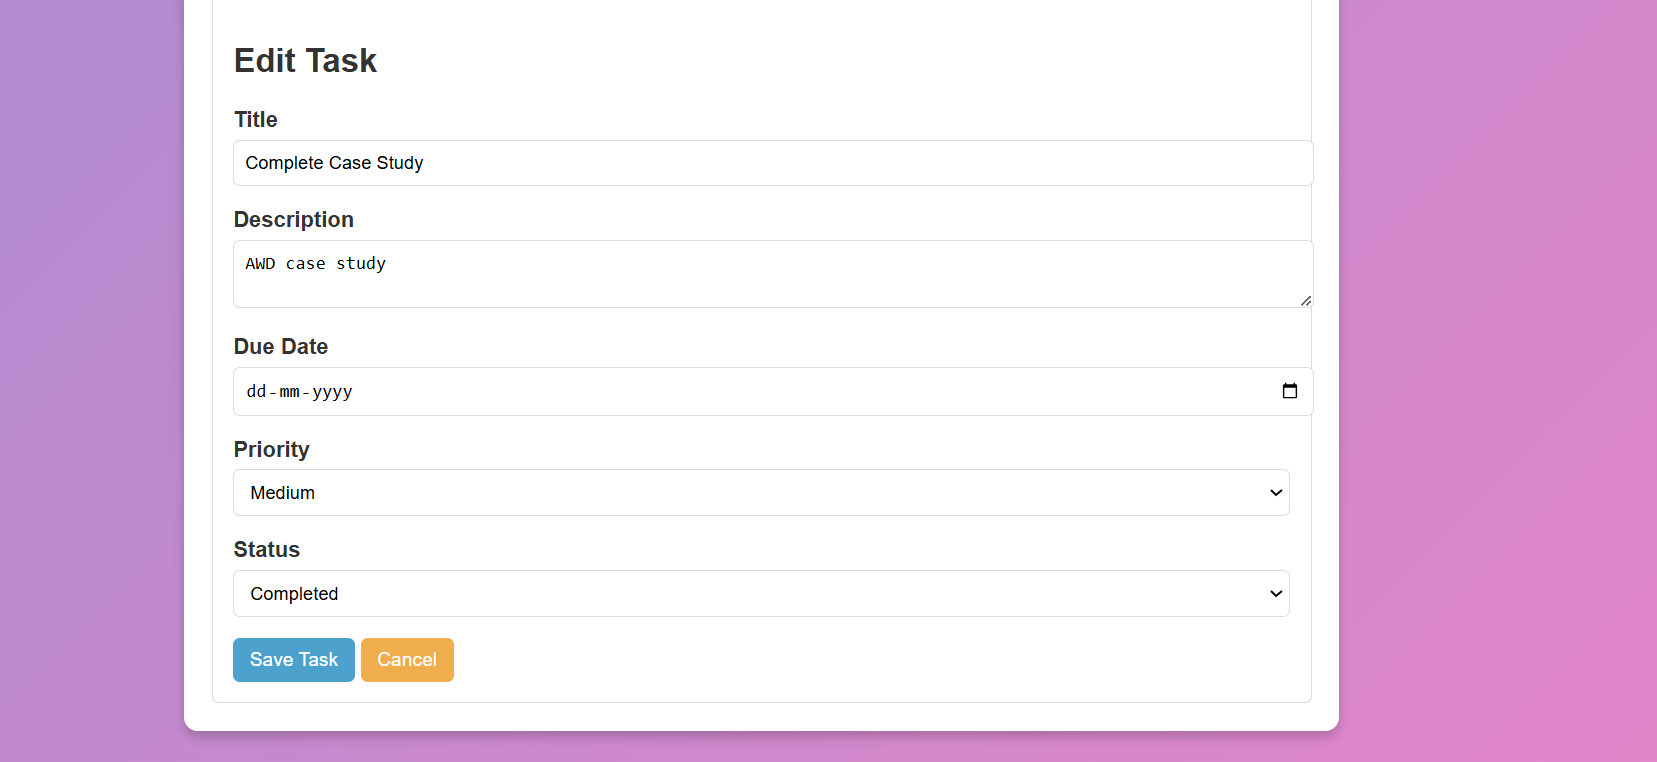 Edit Task
Title
Complete Case Study
Description
AWD case study
Due Date
dd-mm-yyyy
Priority
Medium
Status
Completed
Save Task Cancel